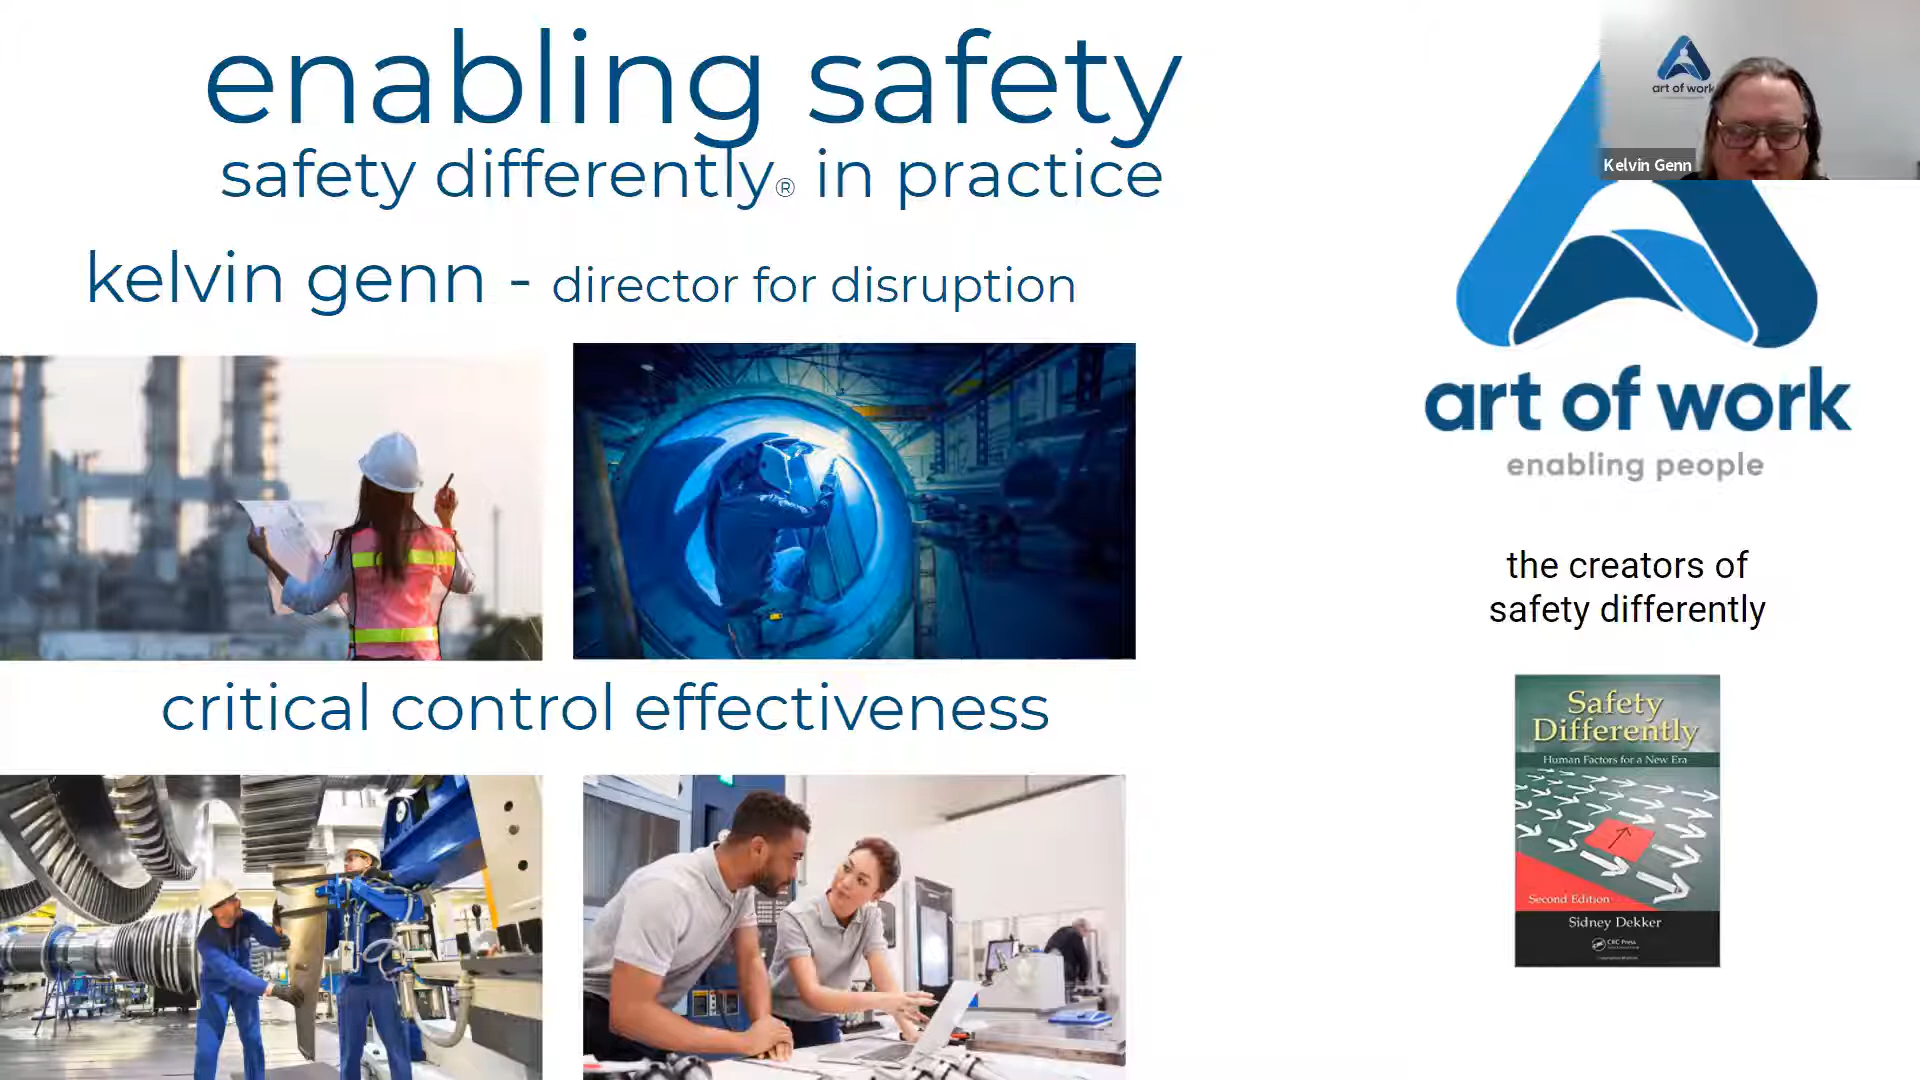 enabling safety
safety differently® in practice
kelvin genn - director for disruption
critical control effectiveness
art of work
Kelvin Genn
art of work
enabling people
the creators of
safety differently
Safety
Differently
Human Factors for a New Era
Second Edition
Sidney Dekker
CRC Press